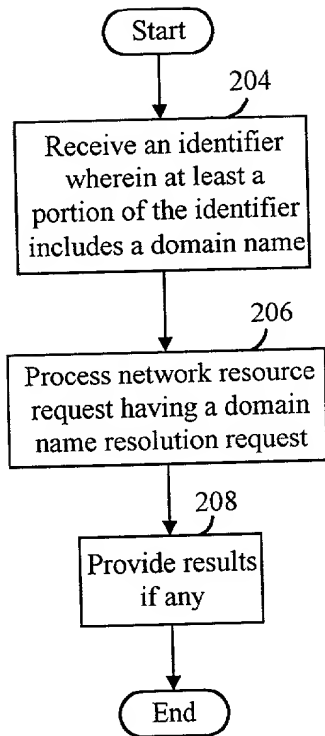 Start
204
Receive an identifier
wherein at least a
portion of the identifier
includes a domain name
206
Process network resource
request having a domain
name resolution request
208
Provide results
if any
End